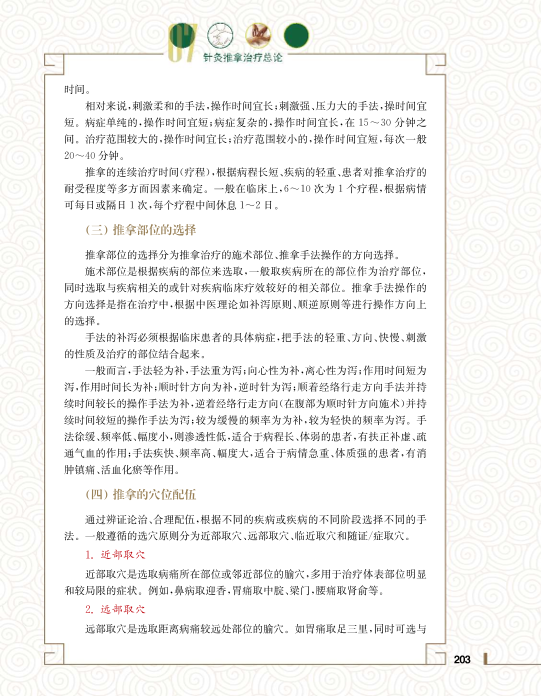 07
针灸推拿治疗总论
时间。
相对来说,刺激柔和的手法,操作时间宜长;刺激强、压力大的手法,操时间宜
短。病症单纯的,操作时间宜短;病症复杂的,操作时间宜长,在 15～30 分钟之
间。治疗范围较大的,操作时间宜长;治疗范围较小的,操作时间宜短,每次一般
20～40 分钟。
推拿的连续治疗时间(疗程),根据病程长短、疾病的轻重、患者对推拿治疗的
耐受程度等多方面因素来确定。一般在临床上,6～10 次为 1 个疗程,根据病情
可每日或隔日 1 次,每个疗程中间休息 1～2 日。
(三) 推拿部位的选择
推拿部位的选择分为推拿治疗的施术部位、推拿手法操作的方向选择。
施术部位是根据疾病的部位来选取,一般取疾病所在的部位作为治疗部位,
同时选取与疾病相关的或针对疾病临床疗效较好的相关部位。推拿手法操作的
方向选择是指在治疗中,根据中医理论如补泻原则、顺逆原则等进行操作方向上
的选择。
手法的补泻必须根据临床患者的具体病症,把手法的轻重、方向、快慢、刺激
的性质及治疗的部位结合起来。
一般而言,手法轻为补,手法重为泻;向心性为补,离心性为泻;作用时间短为
泻,作用时间长为补;顺时针方向为补,逆时针为泻;顺着经络行走方向手法并持
续时间较长的操作手法为补,逆着经络行走方向(在腹部为顺时针方向施术)并持
续时间较短的操作手法为泻;较为缓慢的频率为为补,较为轻快的频率为泻。手
法徐缓、频率低、幅度小,则渗透性低,适合于病程长、体弱的患者,有扶正补虚、疏
通气血的作用;手法疾快、频率高、幅度大,适合于病情急重、体质强的患者,有消
肿镇痛、活血化瘀等作用。
(四) 推拿的穴位配伍
通过辨证论治、合理配伍,根据不同的疾病或疾病的不同阶段选择不同的手
法。一般遵循的选穴原则分为近部取穴、远部取穴、临近取穴和随证/症取穴。
1. 近部取穴
近部取穴是选取病痛所在部位或邻近部位的腧穴,多用于治疗体表部位明显
和较局限的症状。例如,鼻病取迎香,胃痛取中脘、梁门,腰痛取肾俞等。
2. 远部取穴
远部取穴是选取距离病痛较远处部位的腧穴。如胃痛取足三里,同时可选与
203